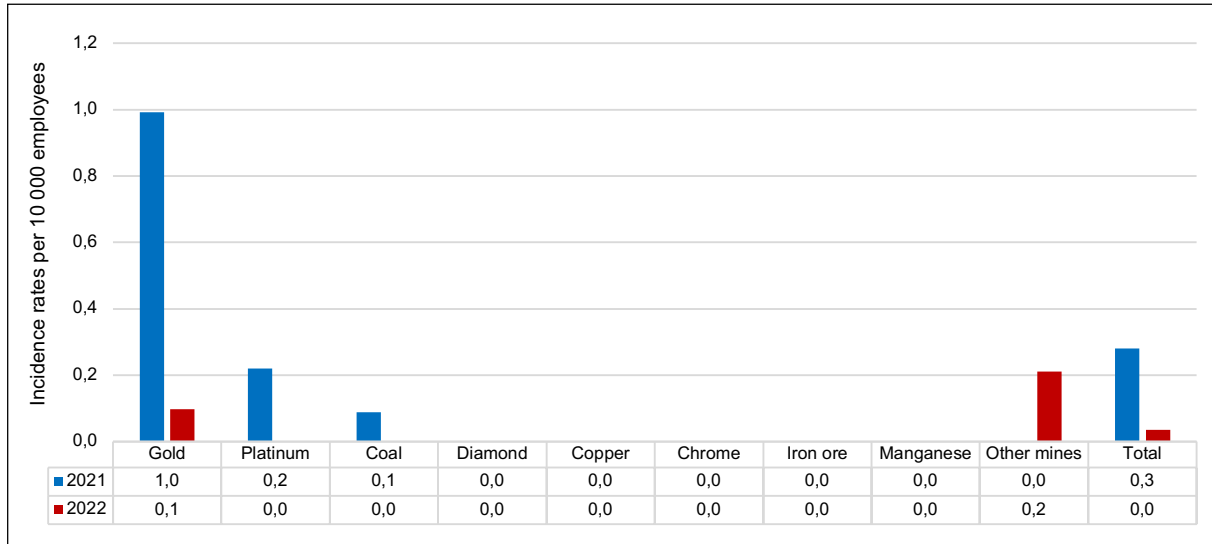 Incidence rates per 10 000 employees
1,2
1,0
0,8
0,6
0,4
0,2
0,0
Gold Platinum Coal Diamond Copper Chrome Iron ore Manganese Other mines Total
2021 1,0 0,2 0,1 0,0 0,0 0,0 0,0 0,0 0,0 0,3
2022 0,1 0,0 0,0 0,0 0,0 0,0 0,0 0,0 0,2 0,0